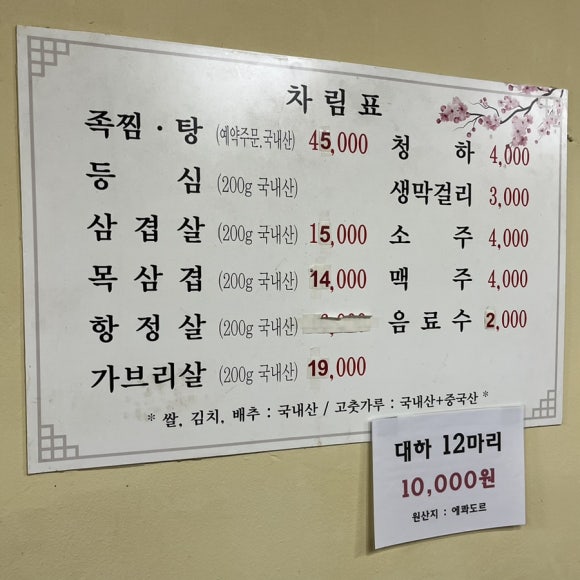 차림표
족찜·탕 (예약주문.국내산) 45,000
등심 (200g 국내산)
삼겹살 (200g 국내산) 15,000
목삼겹 (200g 국내산) 14,000
항정살 (200g 국내산)
가브리살 (200g 국내산) 19,000
청하 4,000
생막걸리 3,000
소주 4,000
맥주 4,000
음료수 2,000
* 쌀, 김치, 배추 : 국내산 / 고춧가루 : 국내산+중국산 *
대하 12마리
10,000원
원산지 : 에콰도르